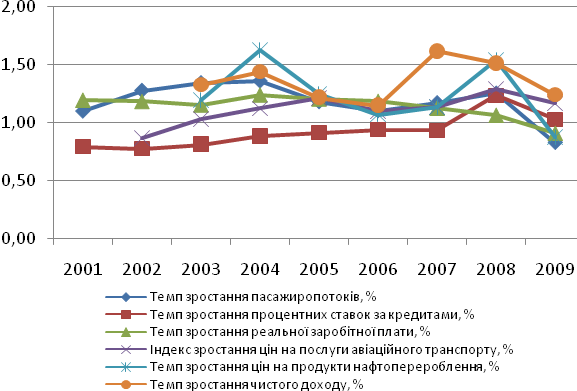 2,00
1,50
1,00
0,50
0,00
2001 2002 2003 2004 2005 2006 2007 2008 2009
Темп зростання пасажиропотоків, %
Темп зростання процентних ставок за кредитами, %
Темп зростання реальної заробітної плати, %
Індекс зростання цін на послуги авіаційного транспорту, %
Темп зростання цін на продукти нафтоперероблення, %
Темп зростання чистого доходу, %